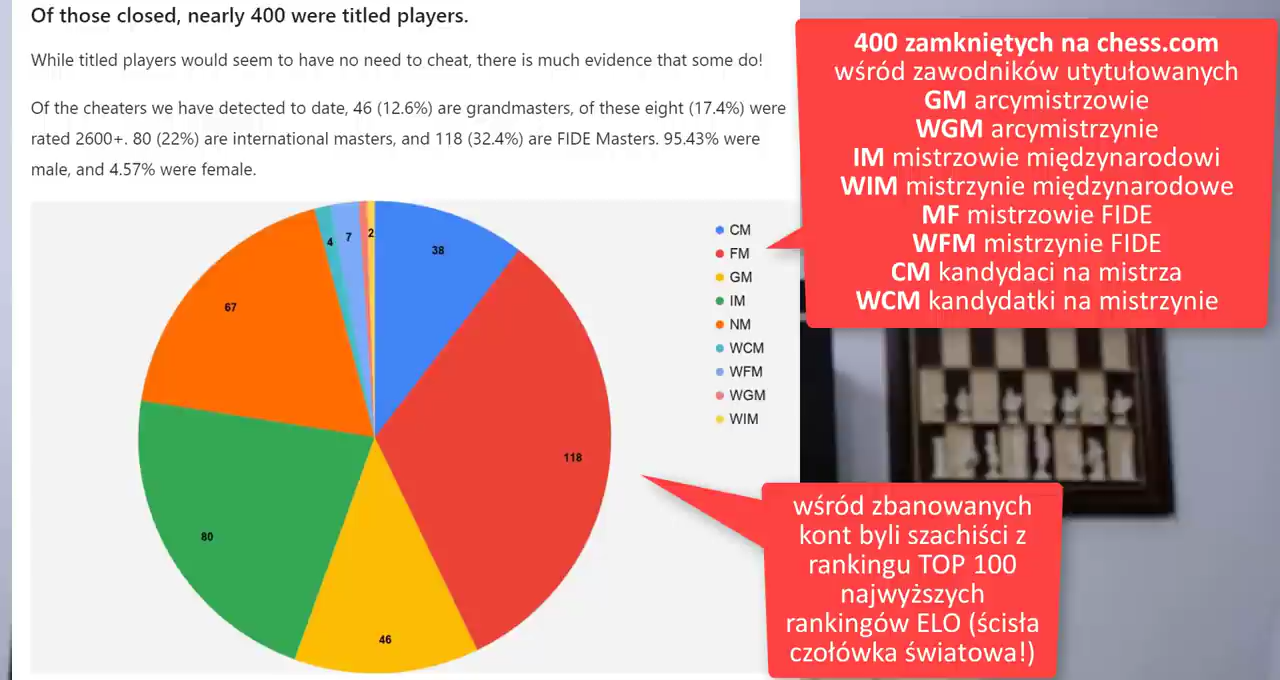 Of those closed, nearly 400 were titled players.
While titled players would seem to have no need to cheat, there is much evidence that some do!
Of the cheaters we have detected to date, 46 (12.6%) are grandmasters, of these eight (17.4%) were
rated 2600+. 80 (22%) are international masters, and 118 (32.4%) are FIDE Masters. 95.43% were
male, and 4.57% were female.
400 zamkniętych na chess.com
wśród zawodników utytułowanych
GM arcymistrzowie
WGM arcymistrzynie
IM mistrzowie międzynarodowi
WIM mistrzynie międzynarodowe
MF mistrzowie FIDE
WFM mistrzynie FIDE
CM kandydaci na mistrza
WCM kandydatki na mistrzynie
4
7
2
38
67
118
80
46
CM
FM
GM
IM
NM
WCM
WFM
WGM
WIM
wśród zbanowanych
kont byli szachiści z
rankingu TOP 100
najwyższych
rankingów ELO (ścisła
czołówka światowa!)